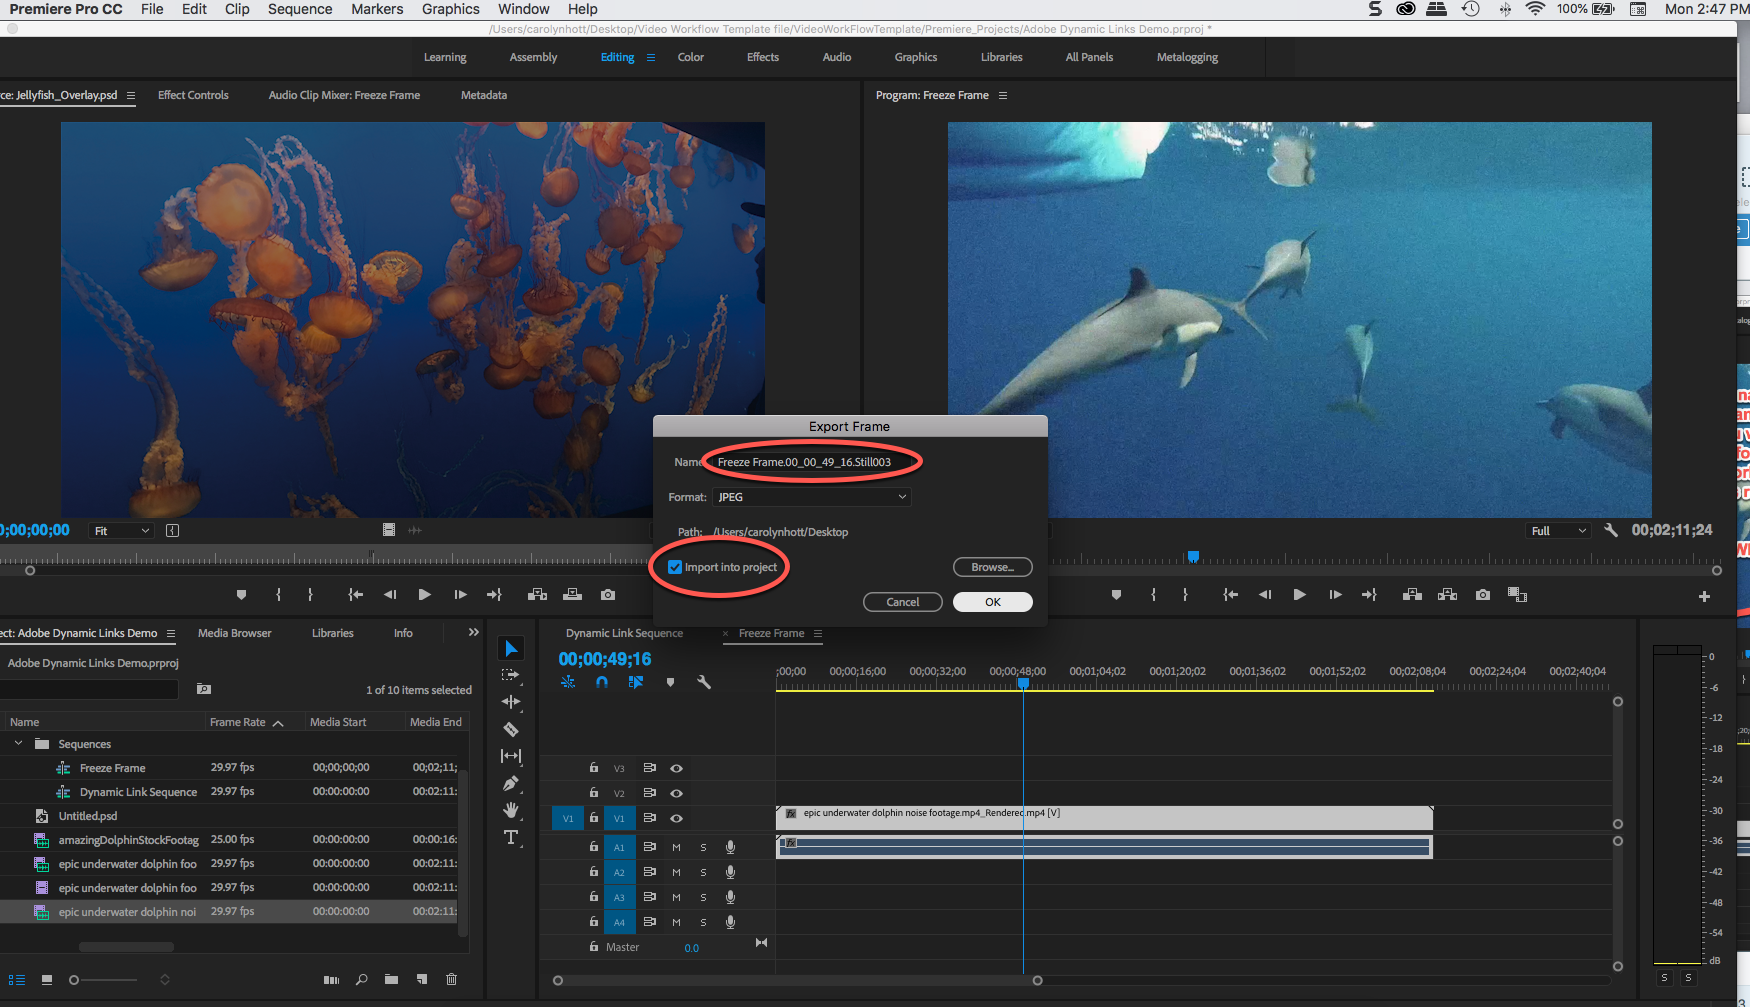 Premiere Pro CC File Edit Clip Sequence Markers Graphics Window Help 100% Mon 2:47 PM
/Users/carolynhott/Desktop/Video Workflow Template file/VideoWorkFlowTemplate/Premiere_Projects/Adobe Dynamic Links Demo.prproj *
Learning Assembly Editing Color Effects Audio Graphics Libraries All Panels Metalogging
rce: Jellyfish_Overlay.psd Effect Controls Audio Clip Mixer: Freeze Frame Metadata
Program: Freeze Frame
Export Frame
Name: Freeze Frame.00_00_49_16.Still003
Format: JPEG
Path: /Users/carolynhott/Desktop
Import into project Browse...
Cancel OK
0;00;00;00 Fit
Full 00;02;11;24
ect: Adobe Dynamic Links Demo Media Browser Libraries Info
Adobe Dynamic Links Demo.prproj
1 of 10 items selected
Name Frame Rate Media Start Media End
Sequences
Freeze Frame 29.97 fps 00;00;00;00 00;02;11;
Dynamic Link Sequence 29.97 fps 00;00;00;00 00;02;11;
Untitled.psd
amazingDolphinStockFootag 25.00 fps 00:00:00:00 00:00:16:
epic underwater dolphin foo 29.97 fps 00:00:00:00 00:02:11:
epic underwater dolphin foo 29.97 fps 00:00:00:00 00:02:11:
epic underwater dolphin noi 29.97 fps 00:00:00:00 00:02:11:
Dynamic Link Sequence × Freeze Frame
00;00;49;16
;00;00 00;00;16;00 00;00;32;00 00;00;48;00 00;01;04;02 00;01;20;02 00;01;36;02 00;01;52;02 00;02;08;04 00;02;24;04 00;02;40;04
V3
V2
V1 V1 fx epic underwater dolphin noise footage.mp4_Rendered.mp4 [V]
A1 M S fx
A2 M S
A3 M S
A4 M S
Master 0.0
0
-6
-12
-18
-24
-30
-36
-42
-48
-54
dB
S S